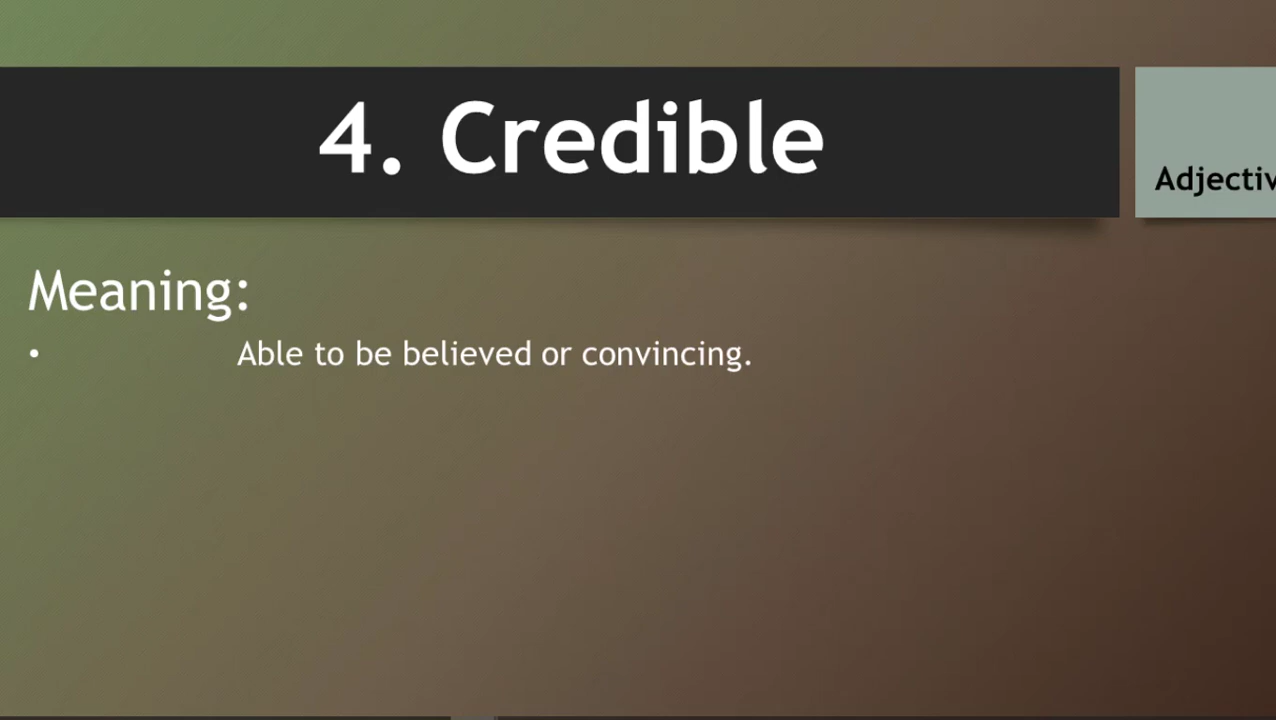 4. Credible
Adjectiv
Meaning:
• Able to be believed or convincing.